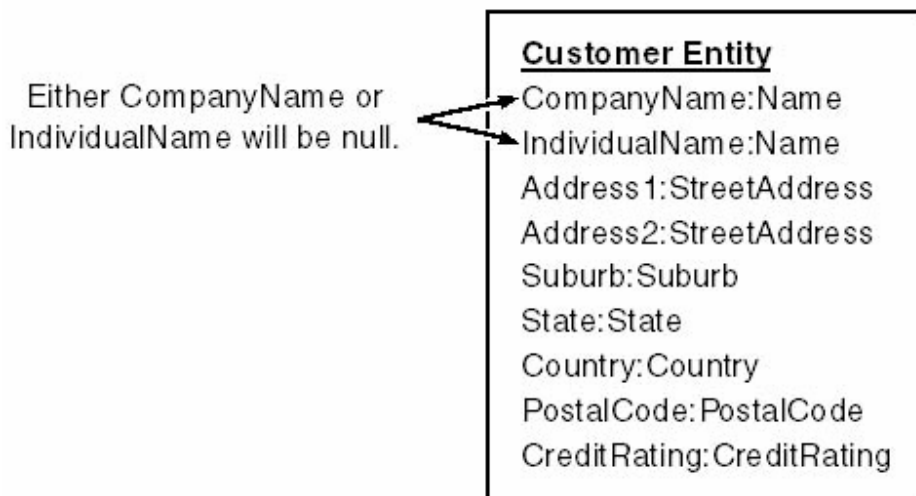 Customer Entity
Either CompanyName or
IndividualName will be null.
CompanyName:Name
IndividualName:Name
Address1:StreetAddress
Address2:StreetAddress
Suburb:Suburb
State:State
Country:Country
PostalCode:PostalCode
CreditRating:CreditRating